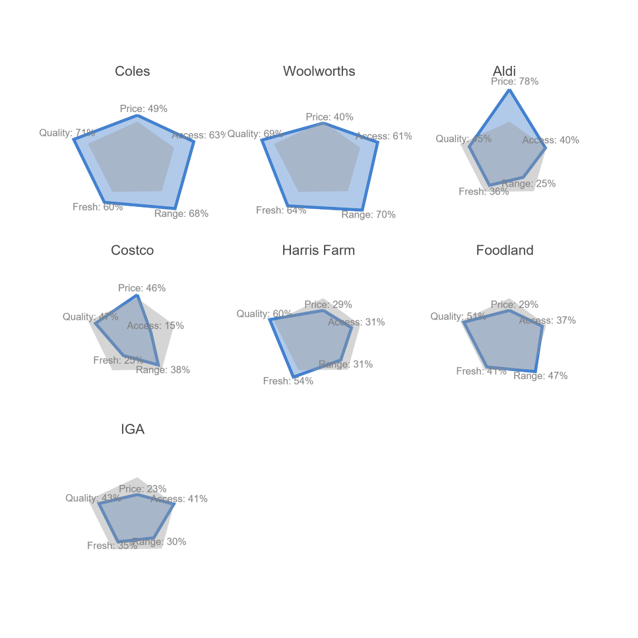 Coles
Price: 49%
Quality: 71%
Access: 63%
Fresh: 60%
Range: 68%
Woolworths
Price: 40%
Quality: 69%
Access: 61%
Fresh: 64%
Range: 70%
Aldi
Price: 78%
Quality: 45%
Access: 40%
Fresh: 36%
Range: 25%
Costco
Price: 46%
Quality: 47%
Access: 15%
Fresh: 25%
Range: 38%
Harris Farm
Price: 29%
Quality: 60%
Access: 31%
Fresh: 54%
Range: 31%
Foodland
Price: 29%
Quality: 51%
Access: 37%
Fresh: 41%
Range: 47%
IGA
Price: 23%
Quality: 43%
Access: 41%
Fresh: 35%
Range: 30%